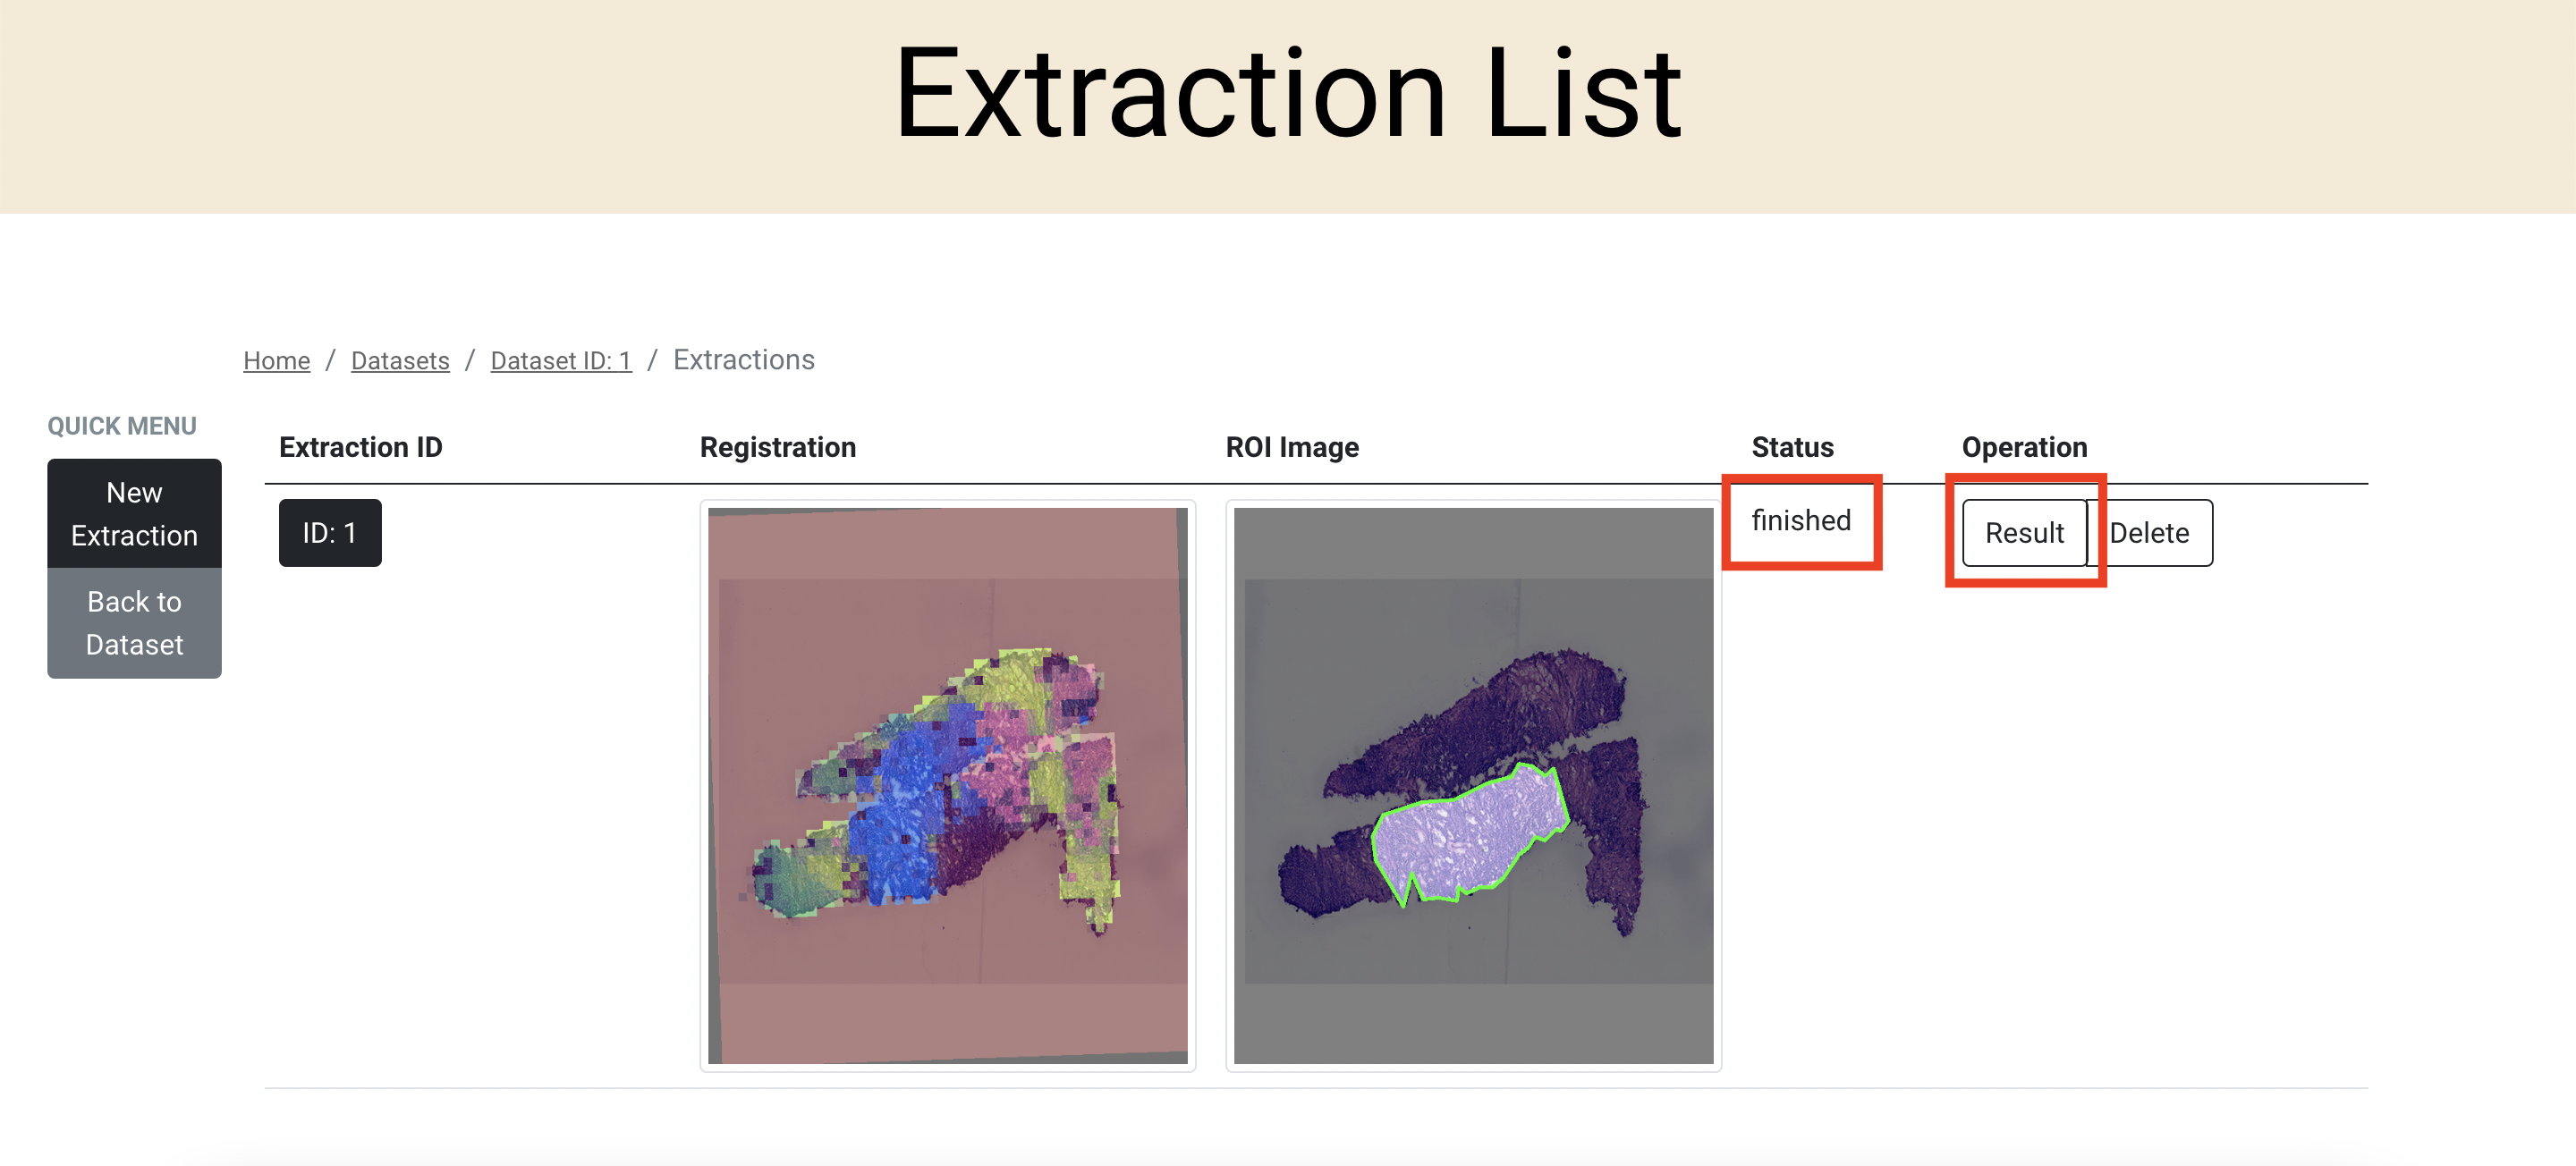 Extraction List
Home / Datasets / Dataset ID: 1 / Extractions
QUICK MENU
New
Extraction
Back to
Dataset
Extraction ID Registration ROI Image Status Operation
ID: 1 finished Result Delete